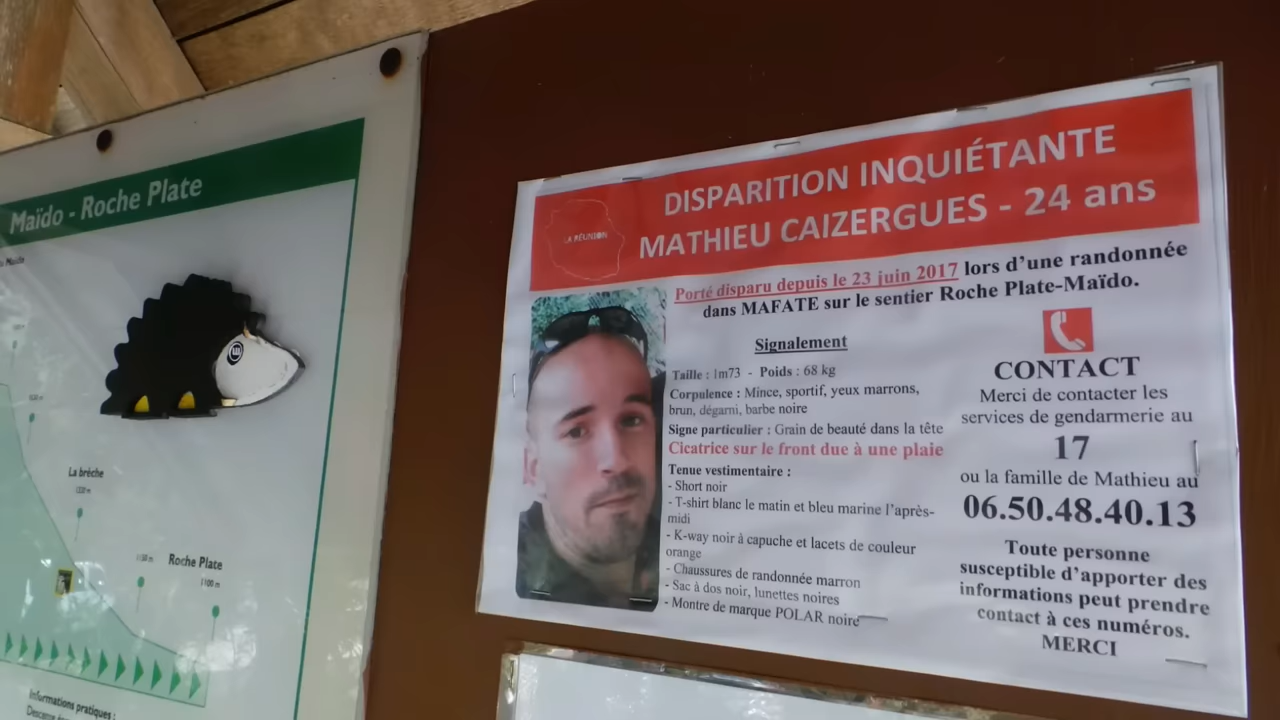 Maïdo - Roche Plate
La brèche
Roche Plate
1100 m
Informations pratiques :
DISPARITION INQUIÉTANTE
MATHIEU CAIZERGUES - 24 ans
LA RÉUNION
Porté disparu depuis le 23 juin 2017 lors d'une randonnée
dans MAFATE sur le sentier Roche Plate-Maïdo.
Signalement
Taille : 1m73 - Poids : 68 kg
Corpulence : Mince, sportif, yeux marrons,
brun, dégarni, barbe noire
Signe particulier : Grain de beauté dans la tête
Cicatrice sur le front due à une plaie
Tenue vestimentaire :
- Short noir
- T-shirt blanc le matin et bleu marine l'après-
midi
- K-way noir à capuche et lacets de couleur
orange
- Chaussures de randonnée marron
- Sac à dos noir, lunettes noires
- Montre de marque POLAR noire
CONTACT
Merci de contacter les
services de gendarmerie au
17
ou la famille de Mathieu au
06.50.48.40.13
Toute personne
susceptible d'apporter des
informations peut prendre
contact à ces numéros.
MERCI